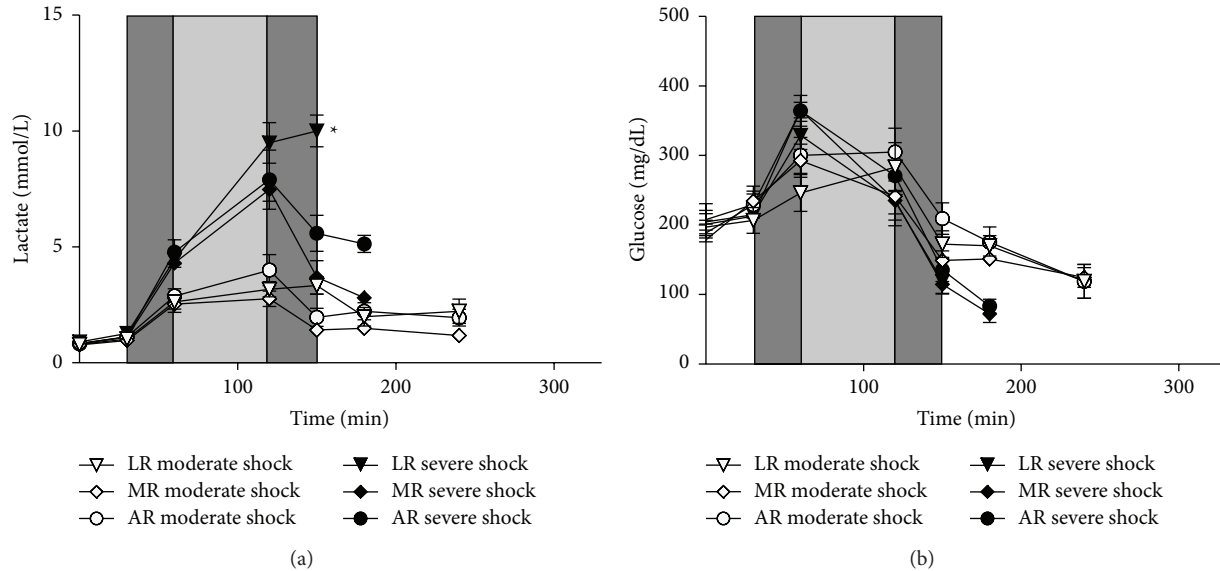 15
10
5
0
Lactate (mmol/L)
*
100
200
300
Time (min)
LR moderate shock
MR moderate shock
AR moderate shock
LR severe shock
MR severe shock
AR severe shock
(a)
500
400
300
200
100
0
Glucose (mg/dL)
100
200
300
Time (min)
LR moderate shock
MR moderate shock
AR moderate shock
LR severe shock
MR severe shock
AR severe shock
(b)